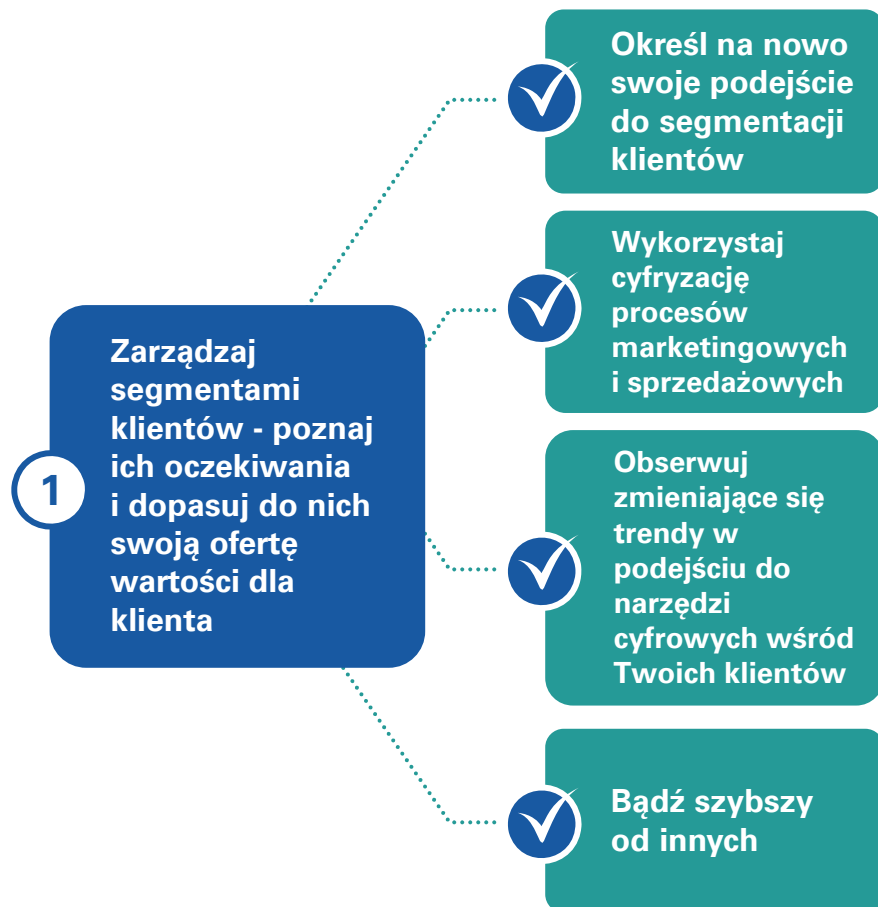 1
Zarządzaj
segmentami
klientów - poznaj
ich oczekiwania
i dopasuj do nich
swoją ofertę
wartości dla
klienta
Określ na nowo
swoje podejście
do segmentacji
klientów
Wykorzystaj
cyfryzację
procesów
marketingowych
i sprzedażowych
Obserwuj
zmieniające się
trendy w
podejściu do
narzędzi
cyfrowych wśród
Twoich klientów
Bądź szybszy
od innych